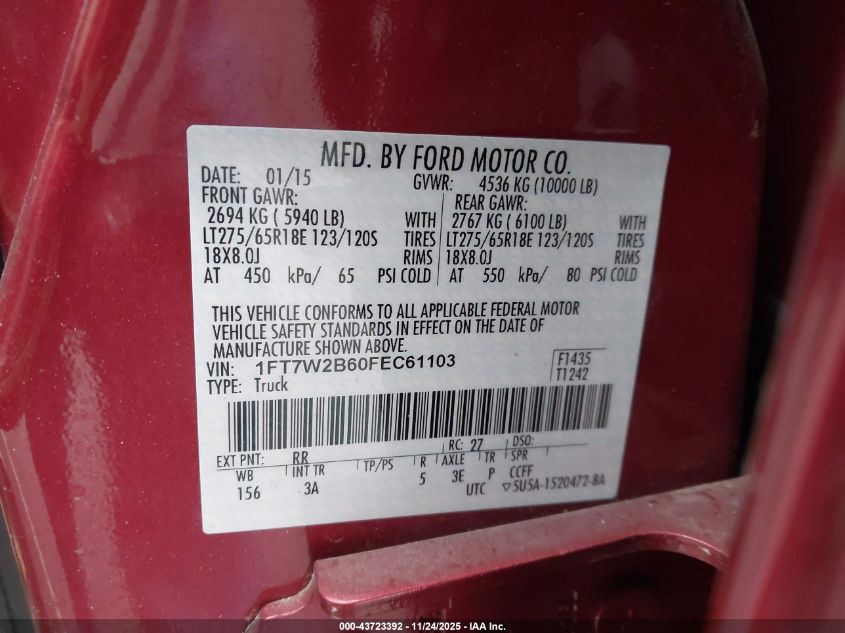 MFD. BY FORD MOTOR CO.
DATE: 01/15 GVWR: 4536 KG (10000 LB)
FRONT GAWR: REAR GAWR:
2694 KG ( 5940 LB) WITH 2767 KG ( 6100 LB) WITH
LT275/65R18E 123/120S TIRES LT275/65R18E 123/120S TIRES
18X8.0J RIMS 18X8.0J RIMS
AT 450 kPa/ 65 PSI COLD AT 550 kPa/ 80 PSI COLD
THIS VEHICLE CONFORMS TO ALL APPLICABLE FEDERAL MOTOR
VEHICLE SAFETY STANDARDS IN EFFECT ON THE DATE OF
MANUFACTURE SHOWN ABOVE.
VIN: 1FT7W2B60FEC61103 F1435
TYPE: Truck T1242
EXT PNT: RR RC: 27 DSO:
WB INT TR TP/PS R AXLE TR SPR
156 3A 5 3E P CCFF
UTC ▽5U5A-1520472-BA
000-43723392 - 11/24/2025 - IAA Inc.